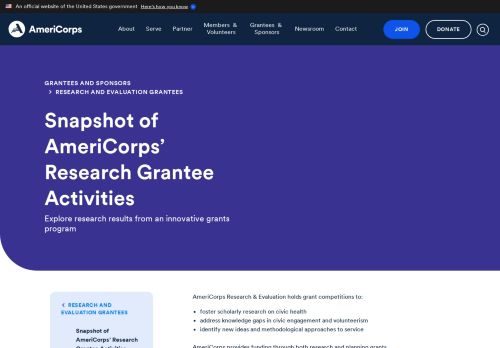 An official website of the United States government Here's how you know
AmeriCorps
About Serve Partner Members & Volunteers Grantees & Sponsors Newsroom Contact
JOIN
DONATE
GRANTEES AND SPONSORS
> RESEARCH AND EVALUATION GRANTEES
Snapshot of
AmeriCorps'
Research Grantee
Activities
Explore research results from an innovative grants
program
< RESEARCH AND
EVALUATION GRANTEES
Snapshot of
AmeriCorps' Research
Grantee Activities
AmeriCorps Research & Evaluation holds grant competitions to:
foster scholarly research on civic health
address knowledge gaps in civic engagement and volunteerism
identify new ideas and methodological approaches to service
AmeriCorps provides funding through both research and planning grants